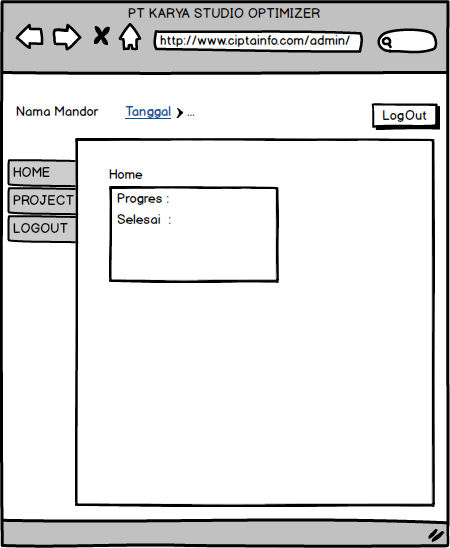 PT KARYA STUDIO OPTIMIZER
http://www.ciptainfo.com/admin/
Nama Mandor Tanggal ...
LogOut
HOME
PROJECT
LOGOUT
Home
Progres :
Selesai :